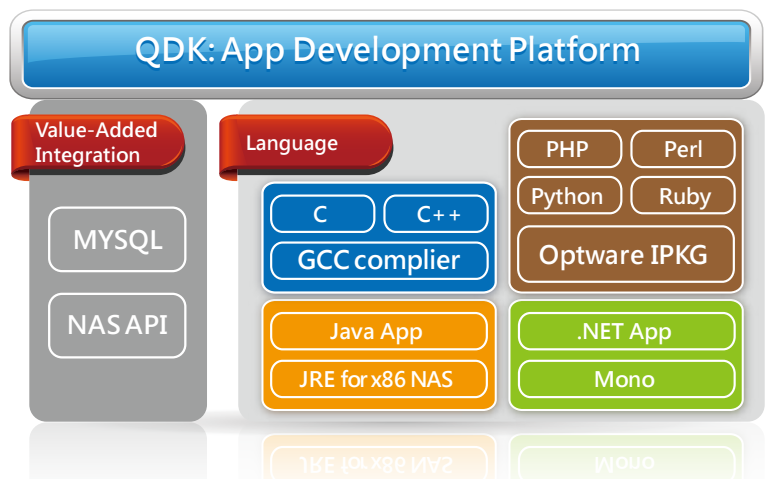 QDK: App Development Platform
Value-Added
Integration
MYSQL
NAS API
Language
C
C++
GCC complier
PHP
Perl
Python
Ruby
Optware IPKG
Java App
JRE for x86 NAS
.NET App
Mono